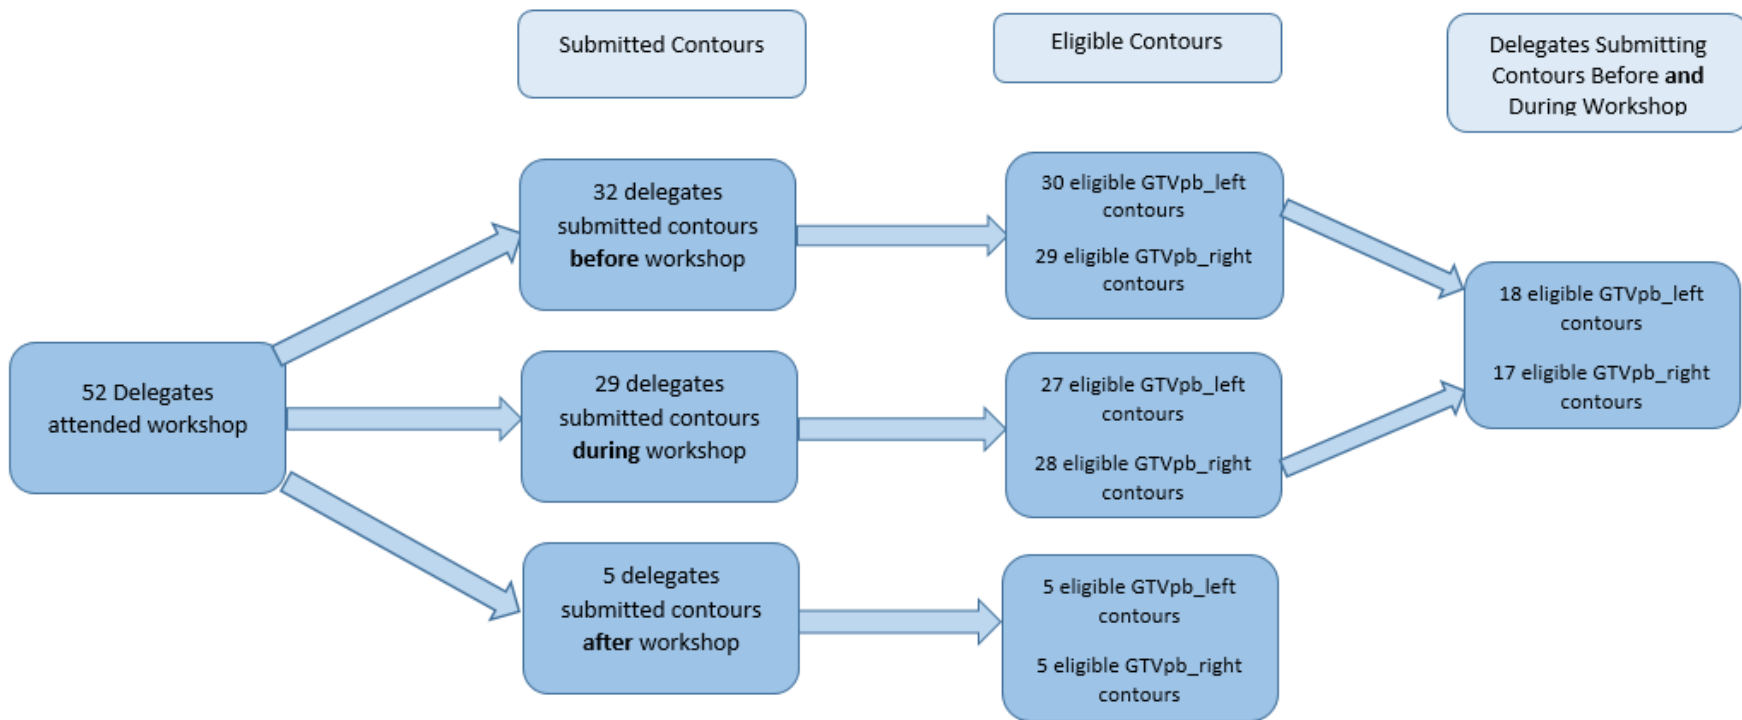 Submitted Contours
Eligible Contours
Delegates Submitting
Contours Before and
During Workshop
52 Delegates
attended workshop
32 delegates
submitted contours
before workshop
30 eligible GTVpb_left
contours
29 eligible GTVpb_right
contours
29 delegates
submitted contours
during workshop
27 eligible GTVpb_left
contours
28 eligible GTVpb_right
contours
18 eligible GTVpb_left
contours
17 eligible GTVpb_right
contours
5 delegates
submitted contours
after workshop
5 eligible GTVpb_left
contours
5 eligible GTVpb_right
contours